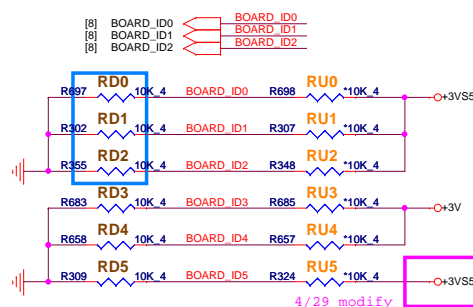 [8] BOARD_ID0 BOARD_ID0
[8] BOARD_ID1 BOARD_ID1
[8] BOARD_ID2 BOARD_ID2
RD0 RU0
R697 10K_4 BOARD_ID0 R698 *10K_4 +3VS5
RD1 RU1
R302 10K_4 BOARD_ID1 R307 *10K_4
RD2 RU2
R355 10K_4 BOARD_ID2 R348 *10K_4
RD3 RU3
R683 10K_4 BOARD_ID3 R685 *10K_4 +3V
RD4 RU4
R658 10K_4 BOARD_ID4 R657 *10K_4
RD5 RU5
R309 10K_4 BOARD_ID5 R324 *10K_4 +3VS5
4/29 modify